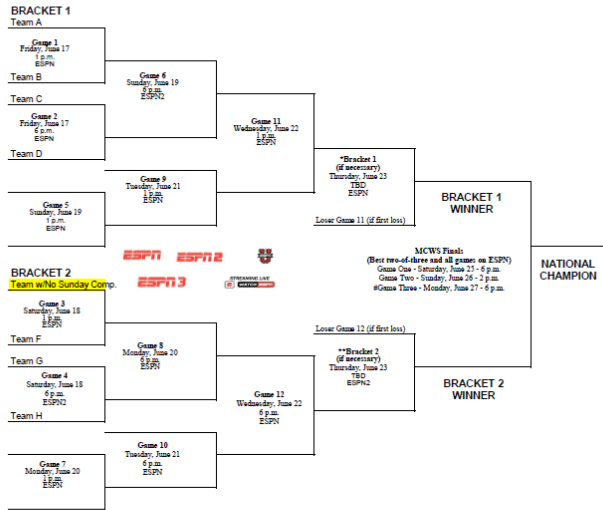 BRACKET 1
Team A
Game 1
Friday, June 17
1 p.m.
ESPN
Team B
Team C
Game 2
Friday, June 17
6 p.m.
ESPN
Team D
Game 5
Sunday, June 19
1 p.m.
ESPN
Game 6
Sunday, June 19
6 p.m.
ESPN2
Game 9
Tuesday, June 21
1 p.m.
ESPN
Game 11
Wednesday, June 22
1 p.m.
ESPN
*Bracket 1
(if necessary)
Thursday, June 23
TBD
ESPN
Loser Game 11 (if first loss)
BRACKET 1
WINNER
ESPN
ESPN 2
U
ESPN 3
STREAMING LIVE
WATCH ESPN
MCWS Finals
(Best two-of-three and all games on ESPN)
Game One - Saturday, June 25 - 6 p.m.
Game Two - Sunday, June 26 - 2 p.m.
#Game Three - Monday, June 27 - 6 p.m.
NATIONAL
CHAMPION
BRACKET 2
Team w/No Sunday Comp.
Game 3
Saturday, June 18
1 p.m.
ESPN
Team F
Team G
Game 4
Saturday, June 18
6 p.m.
ESPN2
Team H
Game 7
Monday, June 20
1 p.m.
ESPN
Game 8
Monday, June 20
6 p.m.
ESPN
Game 10
Tuesday, June 21
6 p.m.
ESPN
Game 12
Wednesday, June 22
6 p.m.
ESPN
Loser Game 12 (if first loss)
**Bracket 2
(if necessary)
Thursday, June 23
TBD
ESPN2
BRACKET 2
WINNER